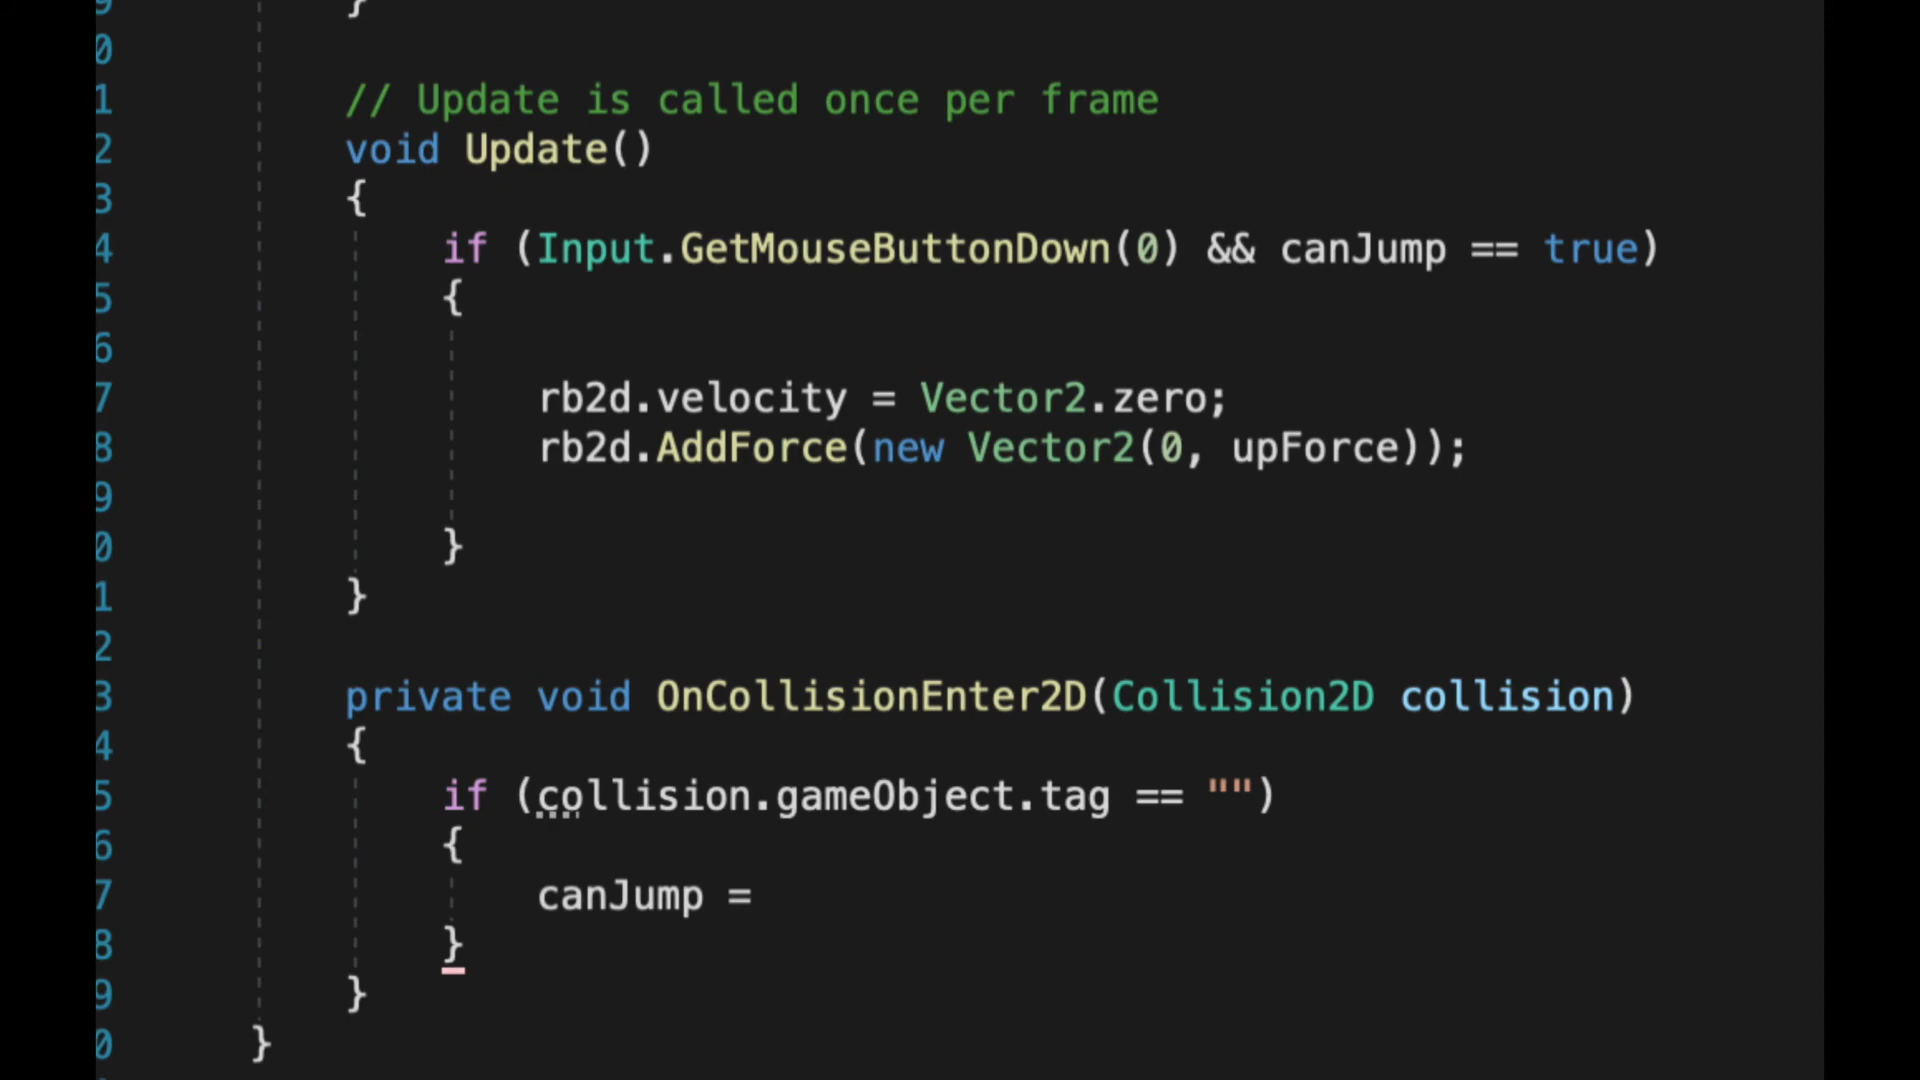 9 }
0
1 // Update is called once per frame
2 void Update()
3 {
4 if (Input.GetMouseButtonDown(0) && canJump == true)
5 {
6
7 rb2d.velocity = Vector2.zero;
8 rb2d.AddForce(new Vector2(0, upForce));
9
0 }
1 }
2
3 private void OnCollisionEnter2D(Collision2D collision)
4 {
5 if (collision.gameObject.tag == "")
6 {
7 canJump =
8 }
9 }
0 }